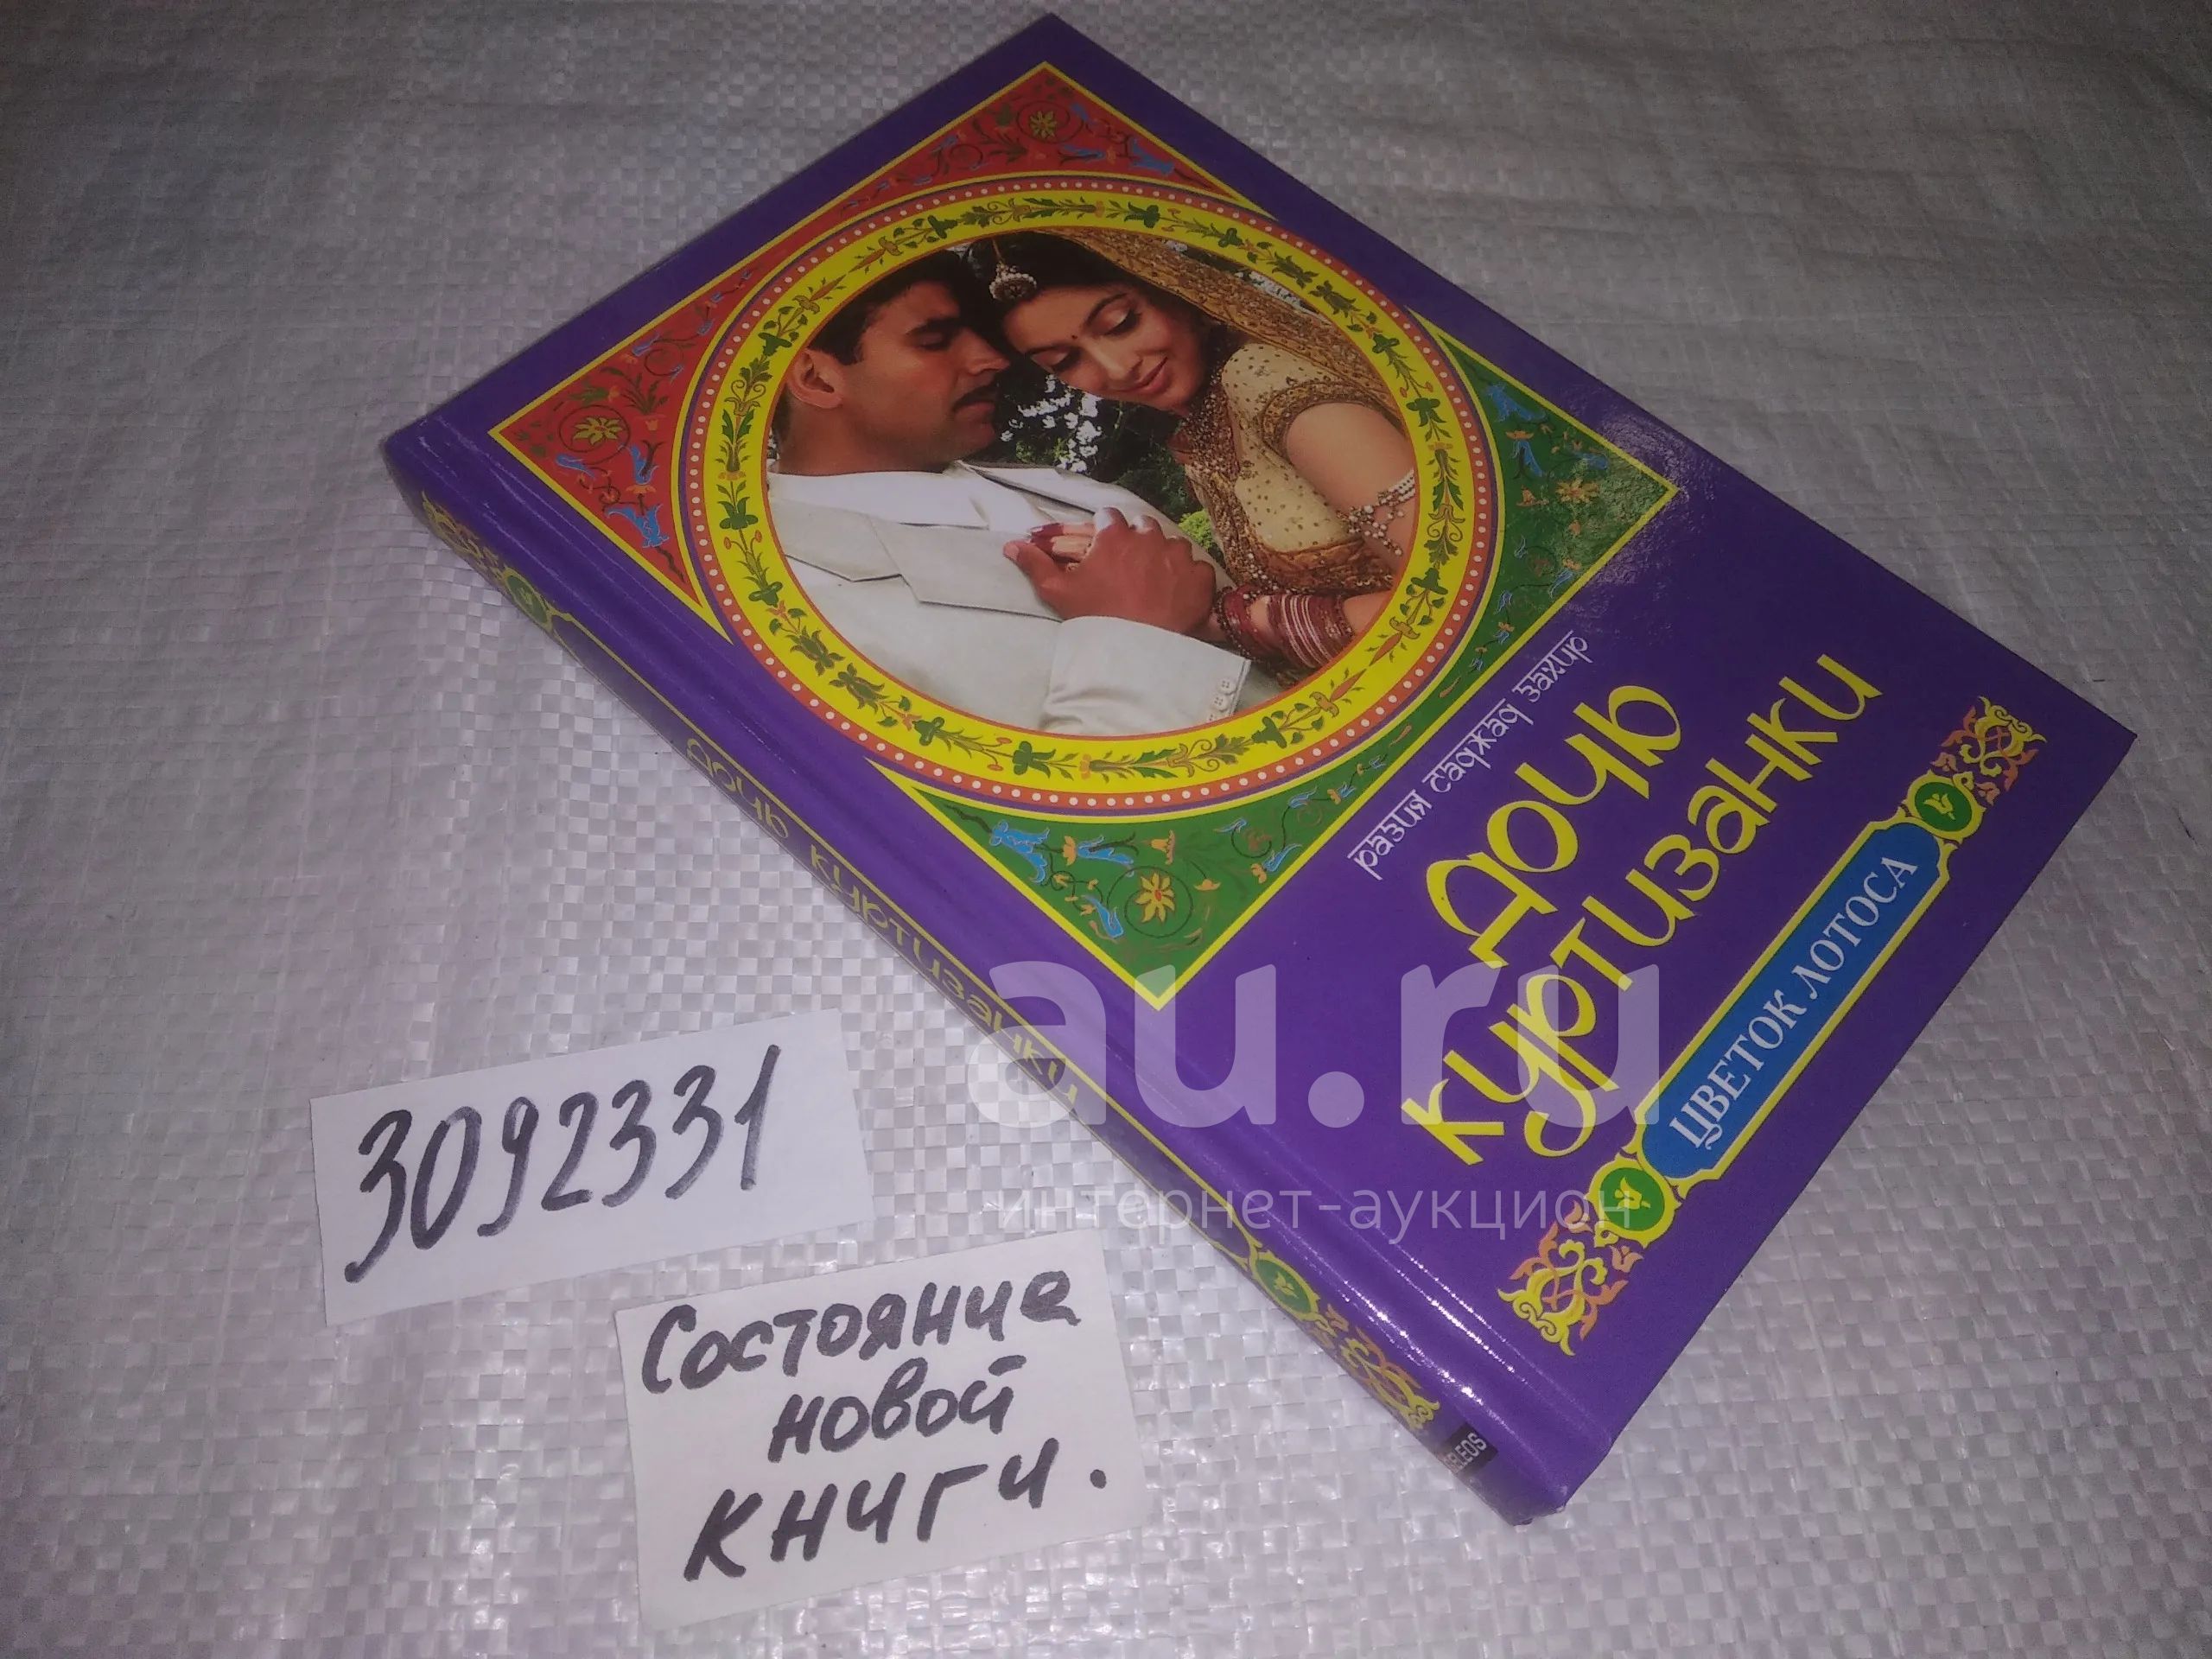 Разия Саджад Захир
Дочь
куртизанки
ЦВЕТОК ЛОТОСА
Дочь куртизанки
au.ru
интернет-аукцион
3092331
Состояние
новой
книги.